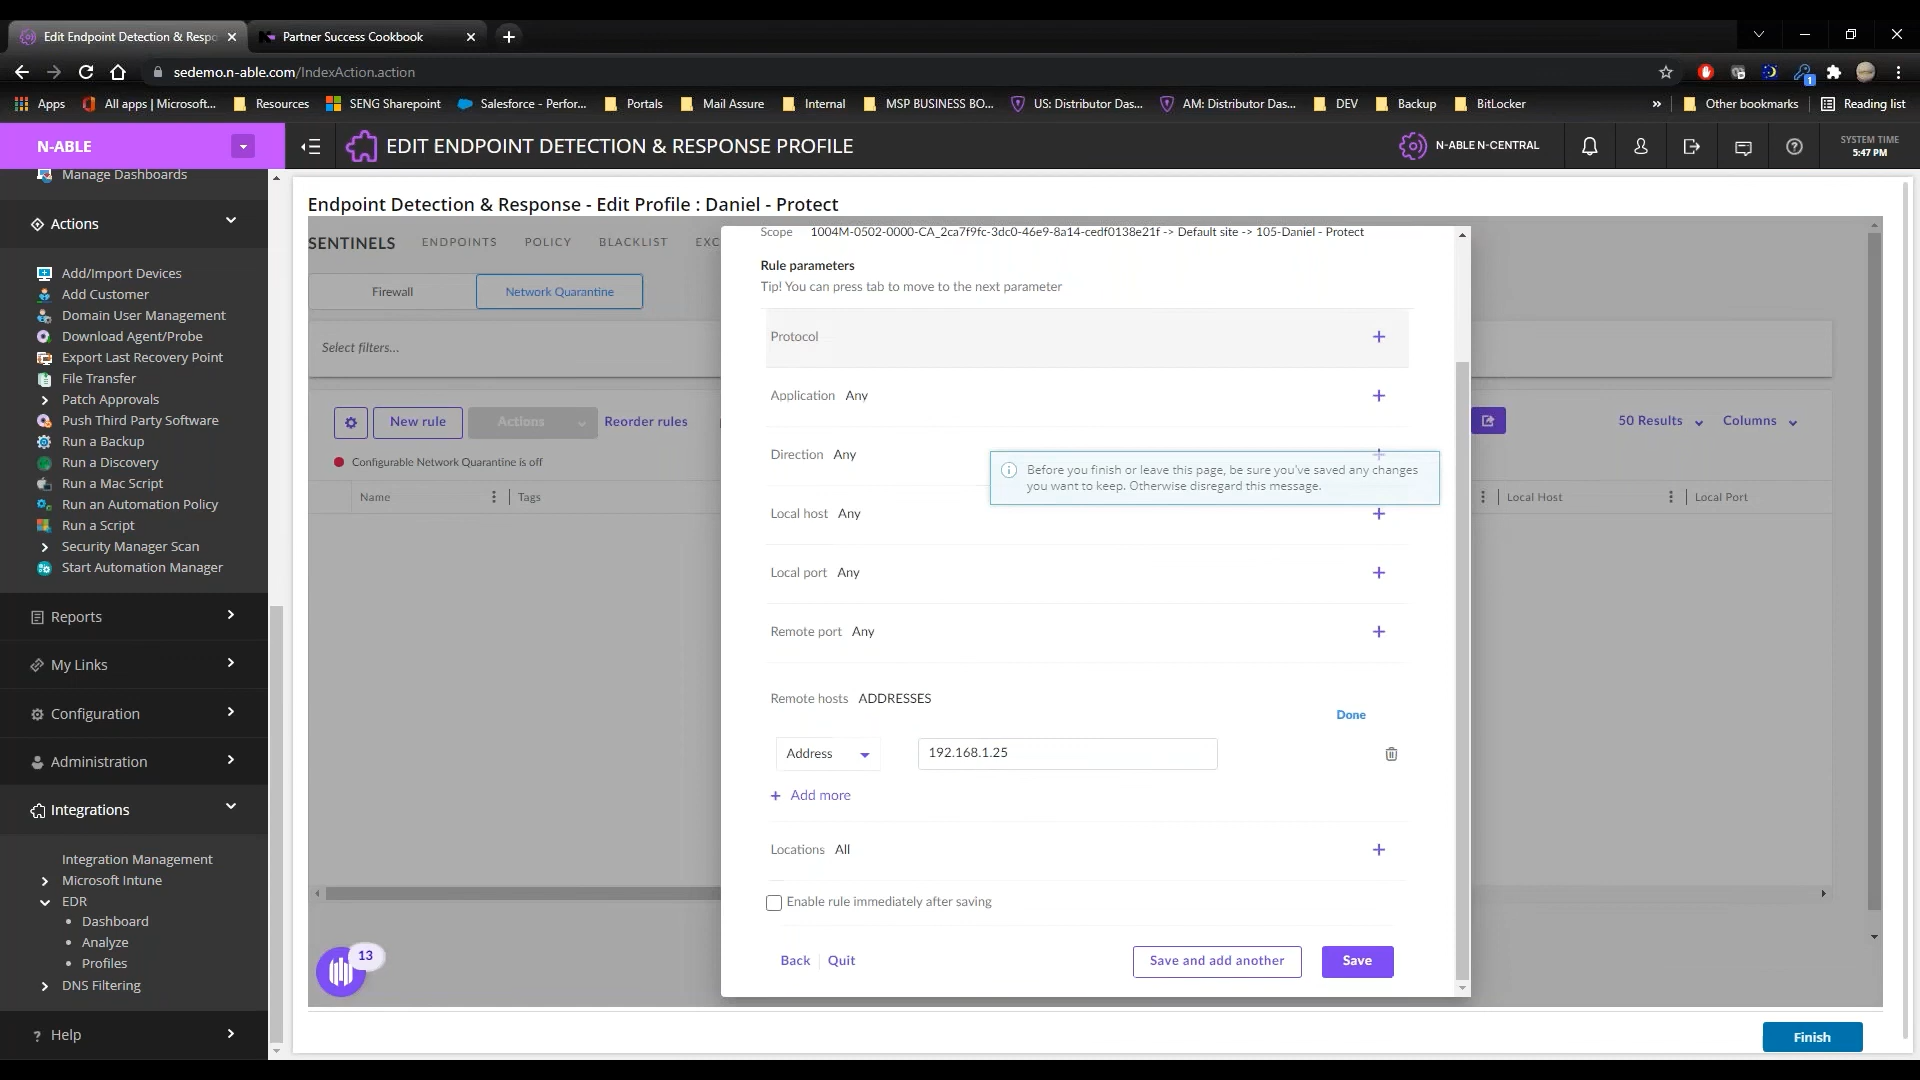 Edit Endpoint Detection & Respo
Partner Success Cookbook
sedemo.n-able.com/IndexAction.action
1
Apps
All apps | Microsoft...
Resources
SENG Sharepoint
Salesforce - Perfor...
Portals
Mail Assure
Internal
MSP BUSINESS BO...
US: Distributor Das...
AM: Distributor Das...
DEV
Backup
BitLocker
»
Other bookmarks
Reading list
N-ABLE
EDIT ENDPOINT DETECTION & RESPONSE PROFILE
N-ABLE N-CENTRAL
SYSTEM TIME
5:47 PM
Manage Dashboards
Actions
Add/Import Devices
Add Customer
Domain User Management
Download Agent/Probe
Export Last Recovery Point
File Transfer
Patch Approvals
Push Third Party Software
Run a Backup
Run a Discovery
Run a Mac Script
Run an Automation Policy
Run a Script
Security Manager Scan
Start Automation Manager
Reports
My Links
Configuration
Administration
Integrations
Integration Management
Microsoft Intune
EDR
Dashboard
Analyze
Profiles
DNS Filtering
Help
Endpoint Detection & Response - Edit Profile : Daniel - Protect
SENTINELS
ENDPOINTS
POLICY
BLACKLIST
EXC
Firewall
Network Quarantine
Select filters...
New rule
Actions
Reorder rules
50 Results
Columns
Configurable Network Quarantine is off
Name
Tags
Local Host
Local Port
13
Scope 1004M-0502-0000-CA_2ca7f9fc-3dc0-46e9-8a14-cedf0138e21f -> Default site -> 105-Daniel - Protect
Rule parameters
Tip! You can press tab to move to the next parameter
Protocol
Application Any
Direction Any
Before you finish or leave this page, be sure you've saved any changes
you want to keep. Otherwise disregard this message.
Local host Any
Local port Any
Remote port Any
Remote hosts ADDRESSES
Done
Address
192.168.1.25
+ Add more
Locations All
Enable rule immediately after saving
Back
Quit
Save and add another
Save
Finish